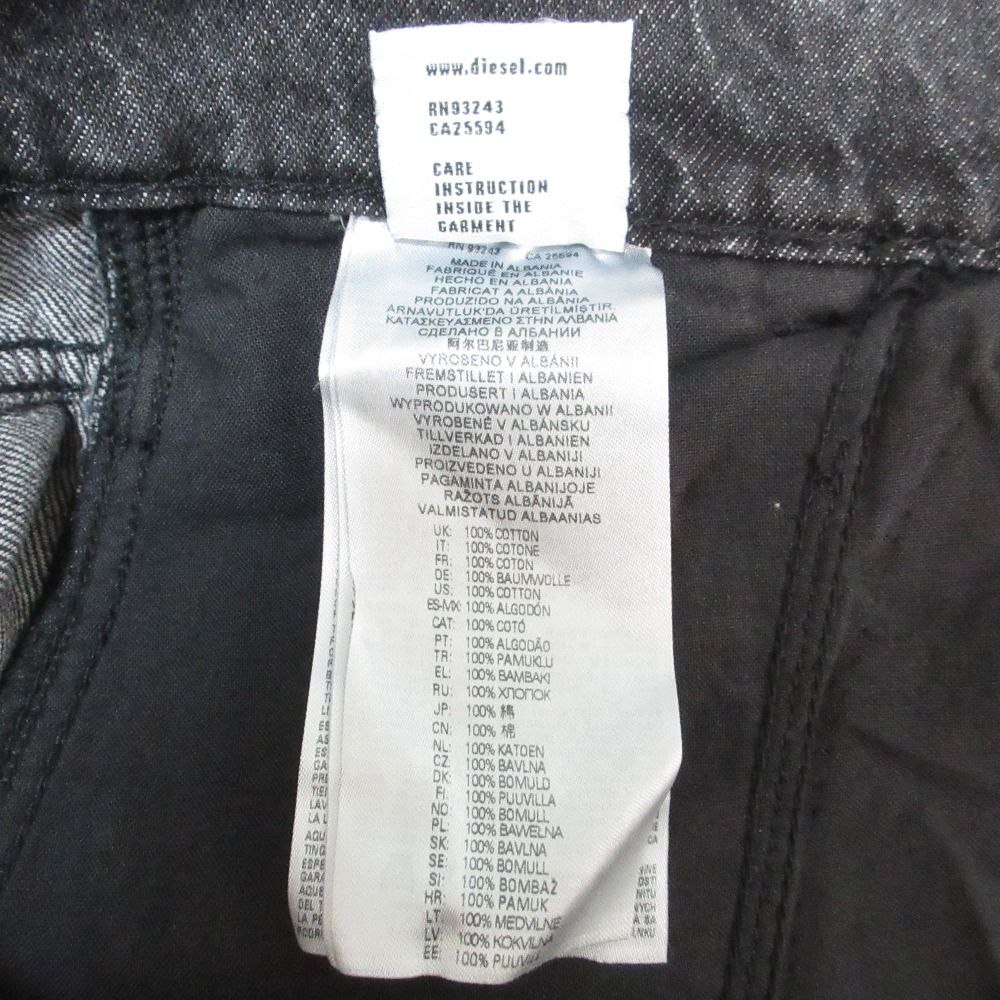 www.diesel.com
RN93243
CA25594
CARE
INSTRUCTION
INSIDE THE
GARMENT
RN 93243 CA 25594
MADE IN ALBANIA
FABRIQUÉ EN ALBANIE
HECHO EN ALBANIA
FABRICAT A ALBÀNIA
PRODUZIDO NA ALBÂNIA
ARNAVUTLUK'DA ÜRETİLMİŞTİR
ΚΑΤΑΣΚΕΥΑΣΜΕΝΟ ΣΤΗΝ ΑΛΒΑΝΙΑ
СДЕЛАНО В АЛБАНИИ
阿尔巴尼亚制造
VYROBENO V ALBÁNII
FREMSTILLET I ALBANIEN
PRODUSERT I ALBANIA
WYPRODUKOWANO W ALBANII
VYROBENÉ V ALBÁNSKU
TILLVERKAD I ALBANIEN
IZDELANO V ALBANIJI
PROIZVEDENO U ALBANIJI
PAGAMINTA ALBANIJOJE
RAŽOTS ALBĀNIJĀ
VALMISTATUD ALBAANIAS
UK: 100% COTTON
IT: 100% COTONE
FR: 100% COTON
DE: 100% BAUMWOLLE
US: 100% COTTON
ES-MX: 100% ALGODÓN
CAT: 100% COTÓ
PT: 100% ALGODÃO
TR: 100% PAMUKLU
EL: 100% ΒΑΜΒΑΚΙ
RU: 100% ХЛОПОК
JP: 100% 綿
CN: 100% 棉
NL: 100% KATOEN
CZ: 100% BAVLNA
DK: 100% BOMULD
FI: 100% PUUVILLA
NO: 100% BOMULL
PL: 100% BAWEŁNA
SK: 100% BAVLNA
SE: 100% BOMULL
SI: 100% BOMBAŽ
HR: 100% PAMUK
LT: 100% MEDVILNĖ
LV: 100% KOKVILNA
EE: 100%